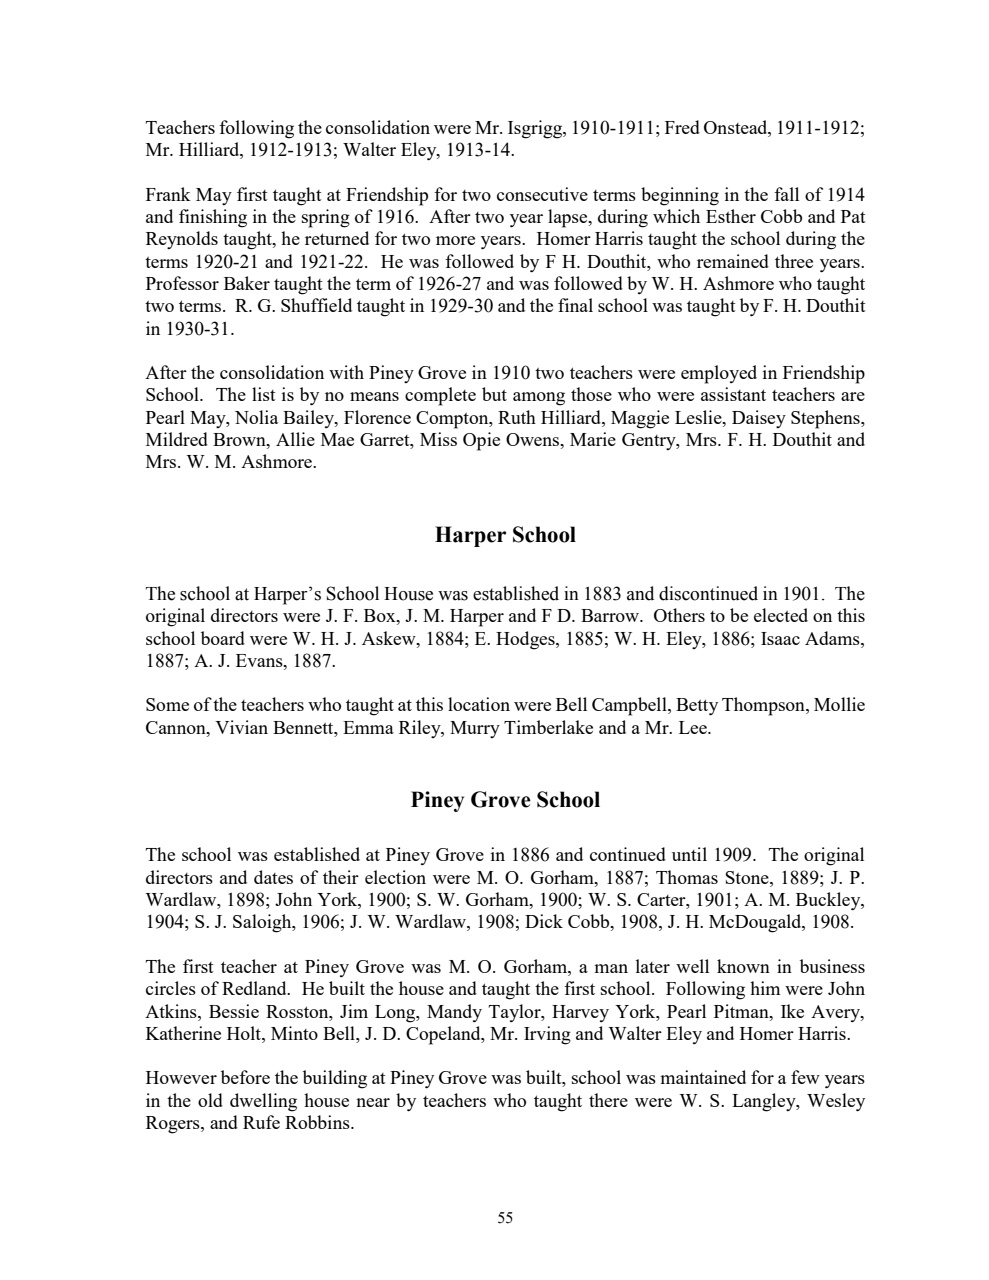 Teachers following the consolidation were Mr. Isgrigg, 1910-1911; Fred Onstead, 1911-1912;
Mr. Hilliard, 1912-1913; Walter Eley, 1913-14.
Frank May first taught at Friendship for two consecutive terms beginning in the fall of 1914
and finishing in the spring of 1916.  After two year lapse, during which Esther Cobb and Pat
Reynolds taught, he returned for two more years.  Homer Harris taught the school during the
terms 1920-21 and 1921-22.  He was followed by F H. Douthit, who remained three years.
Professor Baker taught the term of 1926-27 and was followed by W. H. Ashmore who taught
two terms.  R. G. Shuffield taught in 1929-30 and the final school was taught by F. H. Douthit
in 1930-31.
After the consolidation with Piney Grove in 1910 two teachers were employed in Friendship
School.  The list is by no means complete but among those who were assistant teachers are
Pearl May, Nolia Bailey, Florence Compton, Ruth Hilliard, Maggie Leslie, Daisey Stephens,
Mildred Brown, Allie Mae Garret, Miss Opie Owens, Marie Gentry, Mrs. F. H. Douthit and
Mrs. W. M. Ashmore.
Harper School
The school at Harper’s School House was established in 1883 and discontinued in 1901.  The
original directors were J. F. Box, J. M. Harper and F D. Barrow.  Others to be elected on this
school board were W. H. J. Askew, 1884; E. Hodges, 1885; W. H. Eley, 1886; Isaac Adams,
1887; A. J. Evans, 1887.
Some of the teachers who taught at this location were Bell Campbell, Betty Thompson, Mollie
Cannon, Vivian Bennett, Emma Riley, Murry Timberlake and a Mr. Lee.
Piney Grove School
The school was established at Piney Grove in 1886 and continued until 1909.  The original
directors and dates of their election were M. O. Gorham, 1887; Thomas Stone, 1889; J. P.
Wardlaw, 1898; John York, 1900; S. W. Gorham, 1900; W. S. Carter, 1901; A. M. Buckley,
1904; S. J. Saloigh, 1906; J. W. Wardlaw, 1908; Dick Cobb, 1908, J. H. McDougald, 1908.
The first teacher at Piney Grove was M. O. Gorham, a man later well known in business
circles of Redland.  He built the house and taught the first school.  Following him were John
Atkins, Bessie Rosston, Jim Long, Mandy Taylor, Harvey York, Pearl Pitman, Ike Avery,
Katherine Holt, Minto Bell, J. D. Copeland, Mr. Irving and Walter Eley and Homer Harris.
However before the building at Piney Grove was built, school was maintained for a few years
in the old dwelling house near by teachers who taught there were W. S. Langley, Wesley
Rogers, and Rufe Robbins.
55